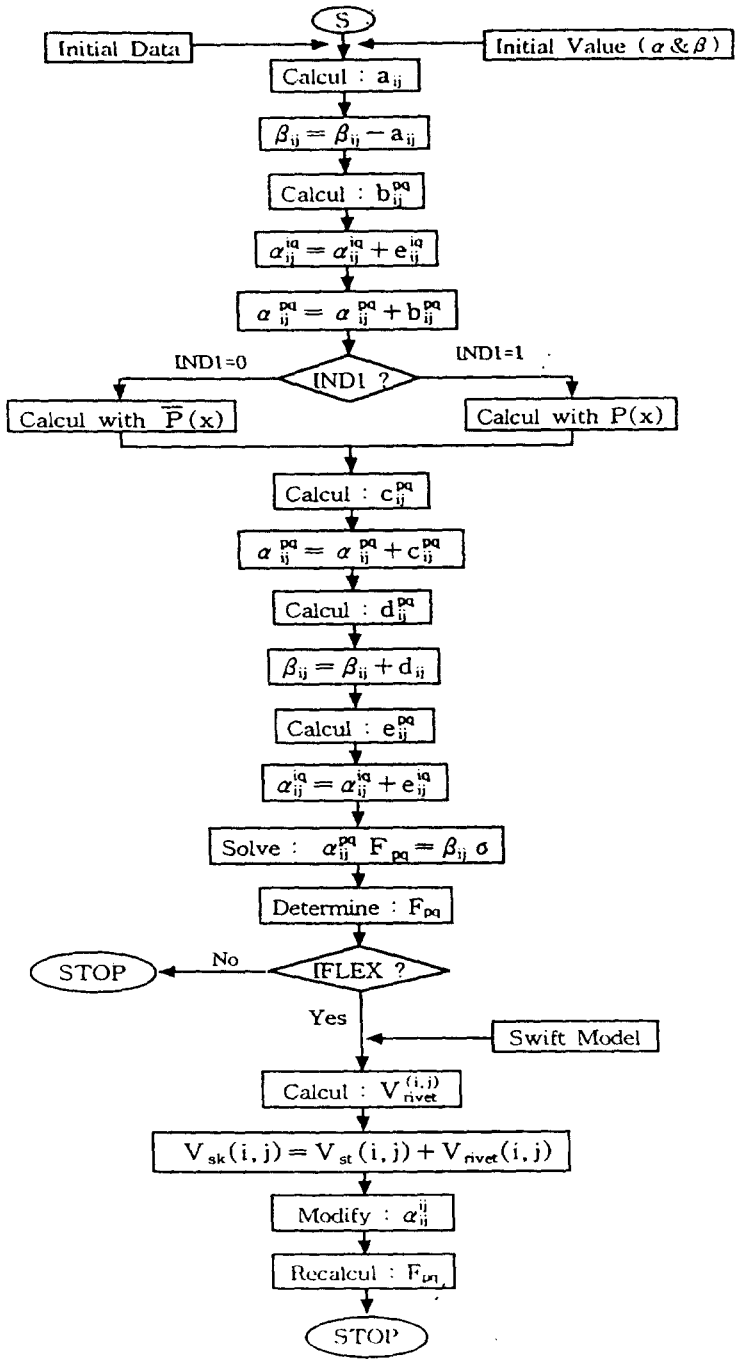 S
Initial Data
Initial Value (α & β)
Calcul : a_ij
β_ij = β_ij − a_ij
Calcul : b_ij^pq
α_ij^iq = α_ij^iq + e_ij^iq
α_ij^pq = α_ij^pq + b_ij^pq
IND1=0
IND1 ?
IND1=1
Calcul with P̅(x)
Calcul with P(x)
Calcul : c_ij^pq
α_ij^pq = α_ij^pq + c_ij^pq
Calcul : d_ij^pq
β_ij = β_ij + d_ij
Calcul : e_ij^pq
α_ij^iq = α_ij^iq + e_ij^iq
Solve : α_ij^pq F_pq = β_ij σ
Determine : F_pq
STOP
No
IFLEX ?
Yes
Swift Model
Calcul : V_rivet^(i,j)
V_sk(i,j) = V_st(i,j) + V_rivet(i,j)
Modify : α_ij^ij
Recalcul : F_pq
STOP